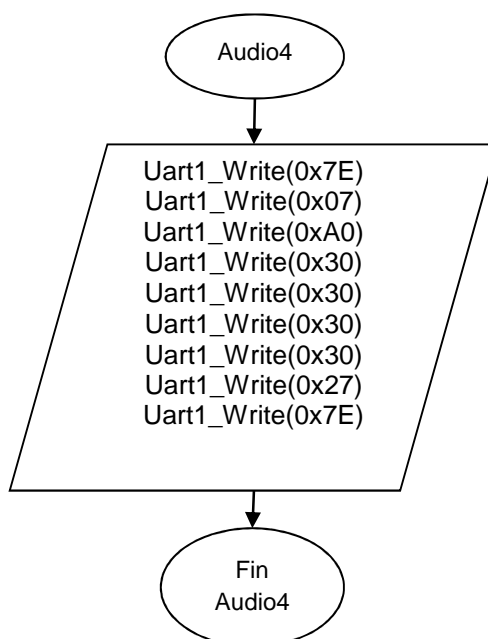 Audio4
Uart1_Write(0x7E)
Uart1_Write(0x07)
Uart1_Write(0xA0)
Uart1_Write(0x30)
Uart1_Write(0x30)
Uart1_Write(0x30)
Uart1_Write(0x30)
Uart1_Write(0x27)
Uart1_Write(0x7E)
Fin
Audio4